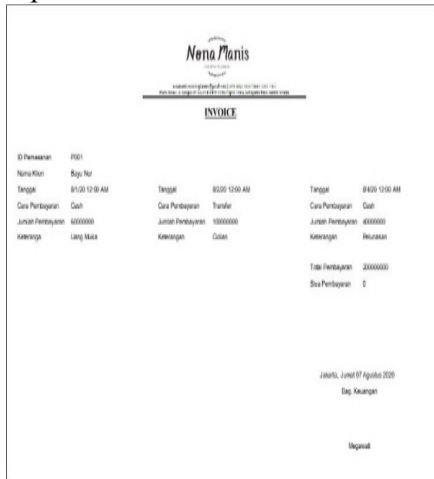 Nona Manis
INVOICE
ID Pemesanan P001
Nama Klien Bayu Nur
Tanggal 8/1/20 12:00 AM Tanggal 8/2/20 12:00 AM Tanggal 8/4/20 12:00 AM
Cara Pembayaran Cash Cara Pembayaran Transfer Cara Pembayaran Cash
Jumlah Pembayaran 60000000 Jumlah Pembayaran 100000000 Jumlah Pembayaran 40000000
Keteranga Uang Muka Keterangan Cicilan Keterangan Pelunasan
Total Pembayaran 200000000
Sisa Pembayaran 0
Jakarta, Jumat 07 Agustus 2020
Bag. Keuangan
Megawati